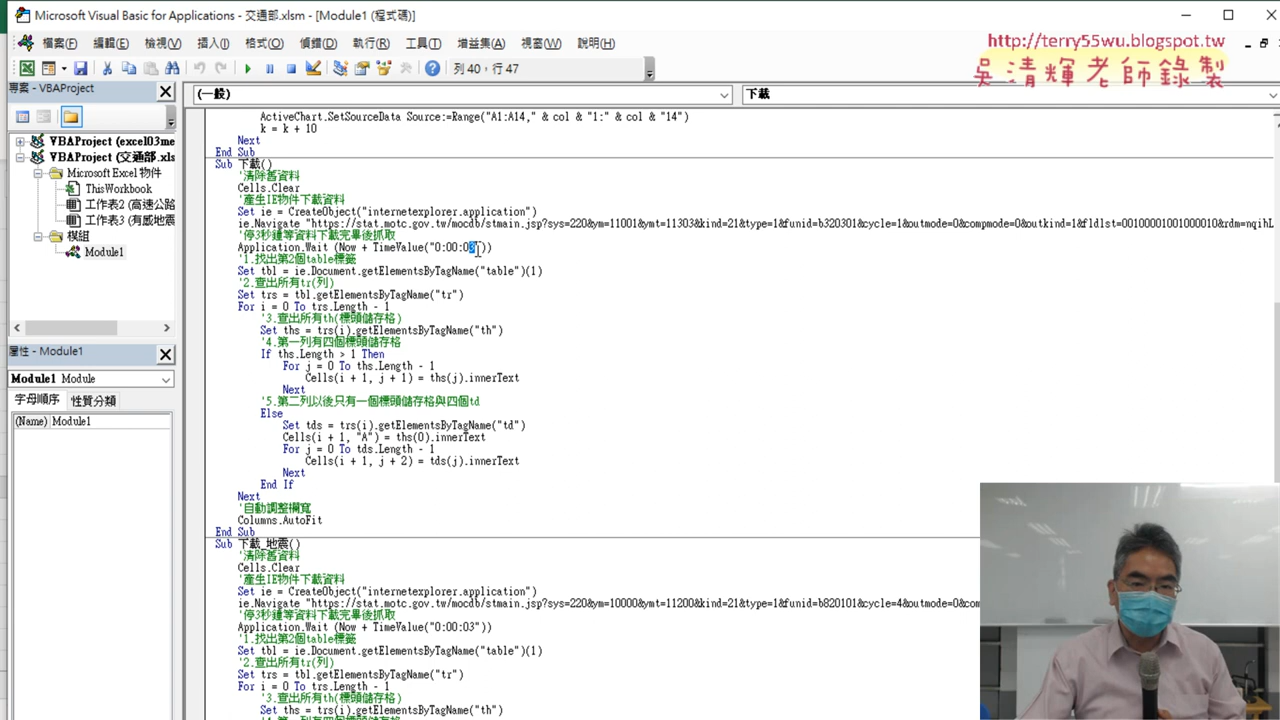 Microsoft Visual Basic for Applications - 交通部.xlsm - [Module1 (程式碼)]
檔案(F) 編輯(E) 檢視(V) 插入(I) 格式(O) 偵錯(D) 執行(R) 工具(T) 增益集(A) 視窗(W) 說明(H)
http://terry55wu.blogspot.tw
吳清輝老師錄製
列 40，行 47
專案 - VBAProject
(一般)
下載
VBAProject (excel03me
VBAProject (交通部.xls
Microsoft Excel 物件
ThisWorkbook
工作表2 (高速公路
工作表3 (有感地震
模組
Module1
屬性 - Module1
Module1 Module
字母順序 性質分類
(Name) Module1
ActiveChart.SetSourceData Source:=Range("A1:A14," & col & "1:" & col & "14")
k = k + 10
Next
End Sub
Sub 下載()
'清除舊資料
Cells.Clear
'產生IE物件下載資料
Set ie = CreateObject("internetexplorer.application")
ie.Navigate "https://stat.motc.gov.tw/mocdb/stmain.jsp?sys=220&ym=11001&ymt=11303&kind=21&type=1&funid=b320301&cycle=1&outmode=0&compmode=0&outkind=1&fldlst=00100001001000010&rdm=nqihL
'停3秒鐘等資料下載完畢後抓取
Application.Wait (Now + TimeValue("0:00:03"))
'1.找出第2個table標籤
Set tbl = ie.Document.getElementsByTagName("table")(1)
'2.查出所有tr(列)
Set trs = tbl.getElementsByTagName("tr")
For i = 0 To trs.Length - 1
'3.查出所有th(標頭儲存格)
Set ths = trs(i).getElementsByTagName("th")
'4.第一列有四個標頭儲存格
If ths.Length > 1 Then
For j = 0 To ths.Length - 1
Cells(i + 1, j + 1) = ths(j).innerText
Next
'5.第二列以後只有一個標頭儲存格與四個td
Else
Set tds = trs(i).getElementsByTagName("td")
Cells(i + 1, "A") = ths(0).innerText
For j = 0 To tds.Length - 1
Cells(i + 1, j + 2) = tds(j).innerText
Next
End If
Next
'自動調整欄寬
Columns.AutoFit
End Sub
Sub 下載_地震()
'清除舊資料
Cells.Clear
'產生IE物件下載資料
Set ie = CreateObject("internetexplorer.application")
ie.Navigate "https://stat.motc.gov.tw/mocdb/stmain.jsp?sys=220&ym=10000&ymt=11200&kind=21&type=1&funid=b820101&cycle=4&outmode=0&com
'停3秒鐘等資料下載完畢後抓取
Application.Wait (Now + TimeValue("0:00:03"))
'1.找出第2個table標籤
Set tbl = ie.Document.getElementsByTagName("table")(1)
'2.查出所有tr(列)
Set trs = tbl.getElementsByTagName("tr")
For i = 0 To trs.Length - 1
'3.查出所有th(標頭儲存格)
Set ths = trs(i).getElementsByTagName("th")